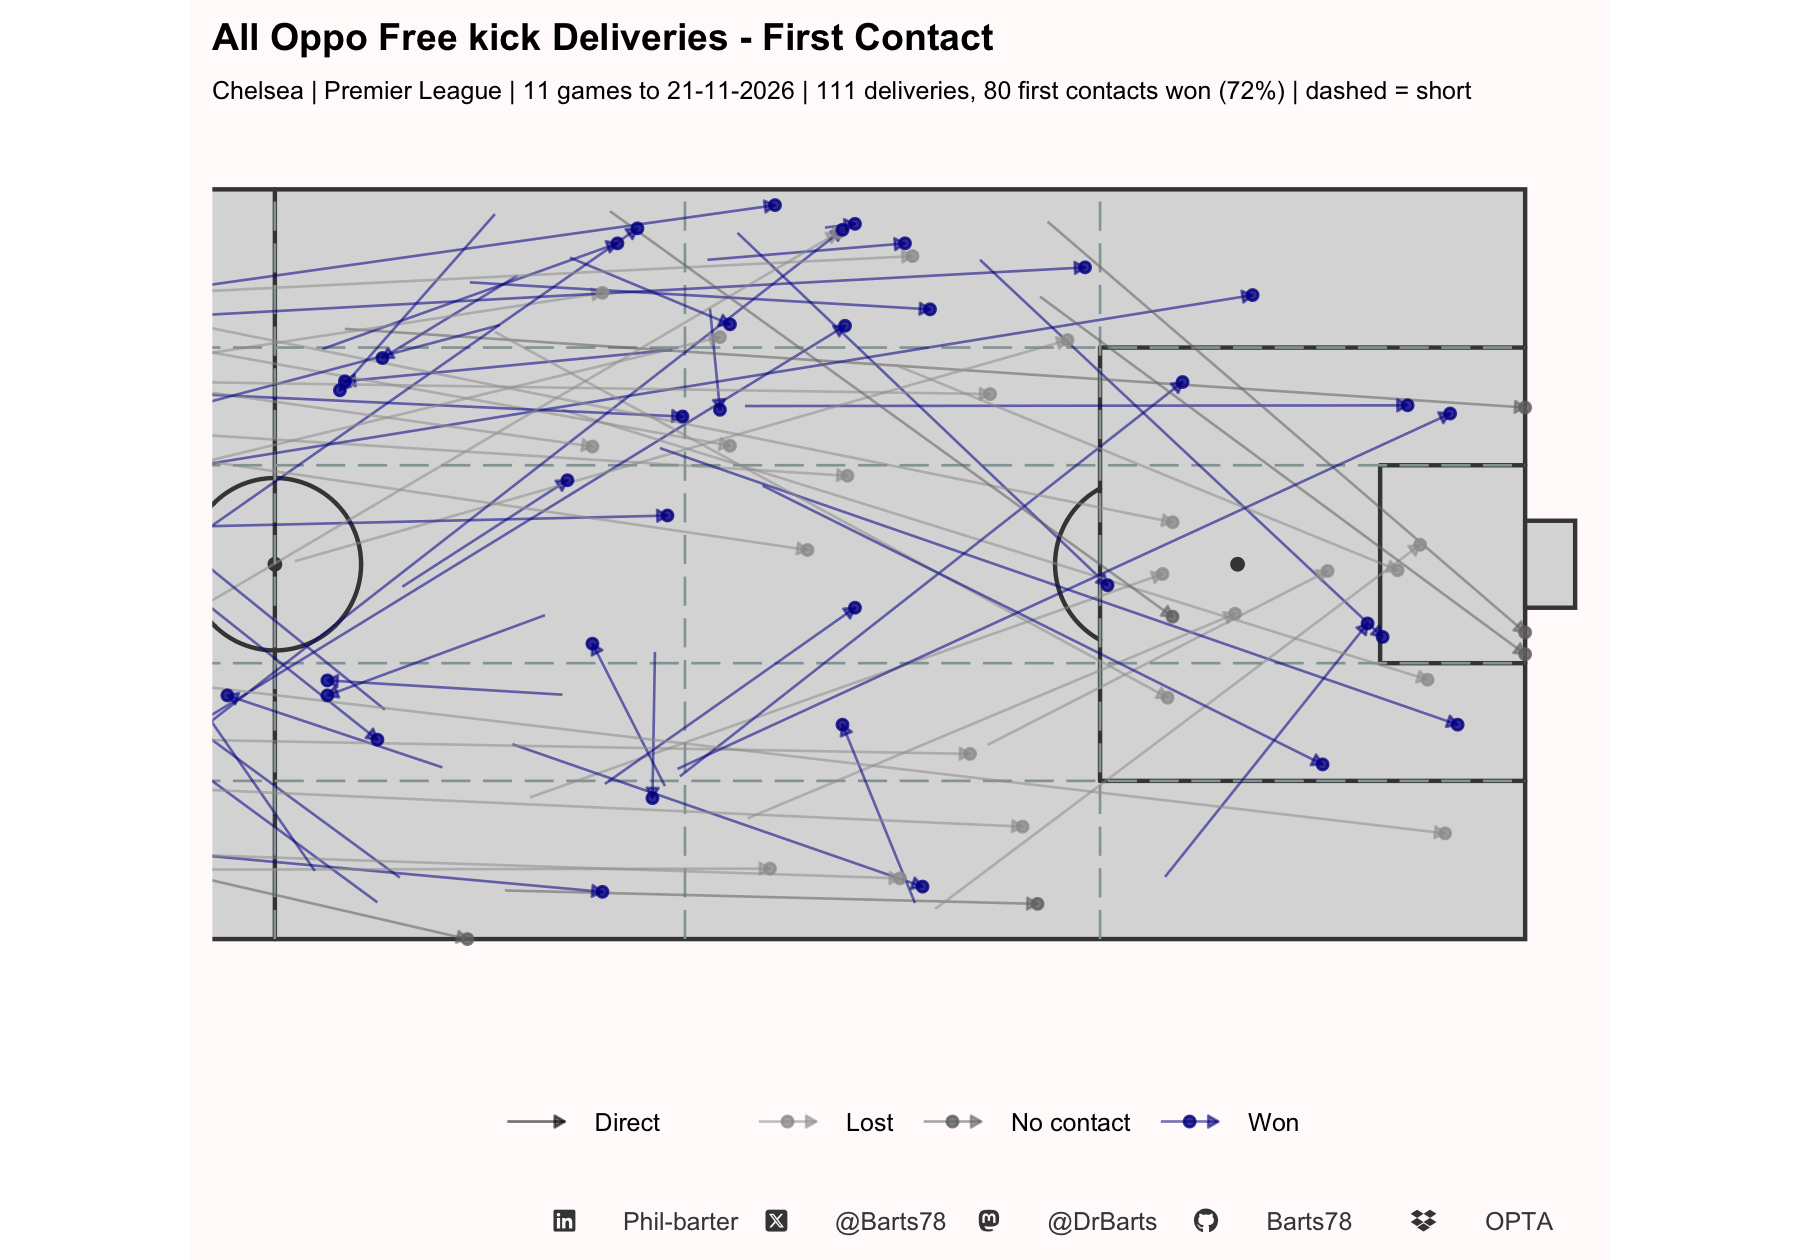 All Oppo Free kick Deliveries - First Contact
Chelsea | Premier League | 11 games to 21-11-2026 | 111 deliveries, 80 first contacts won (72%) | dashed = short
Direct Lost No contact Won
Phil-barter @Barts78 @DrBarts Barts78 OPTA